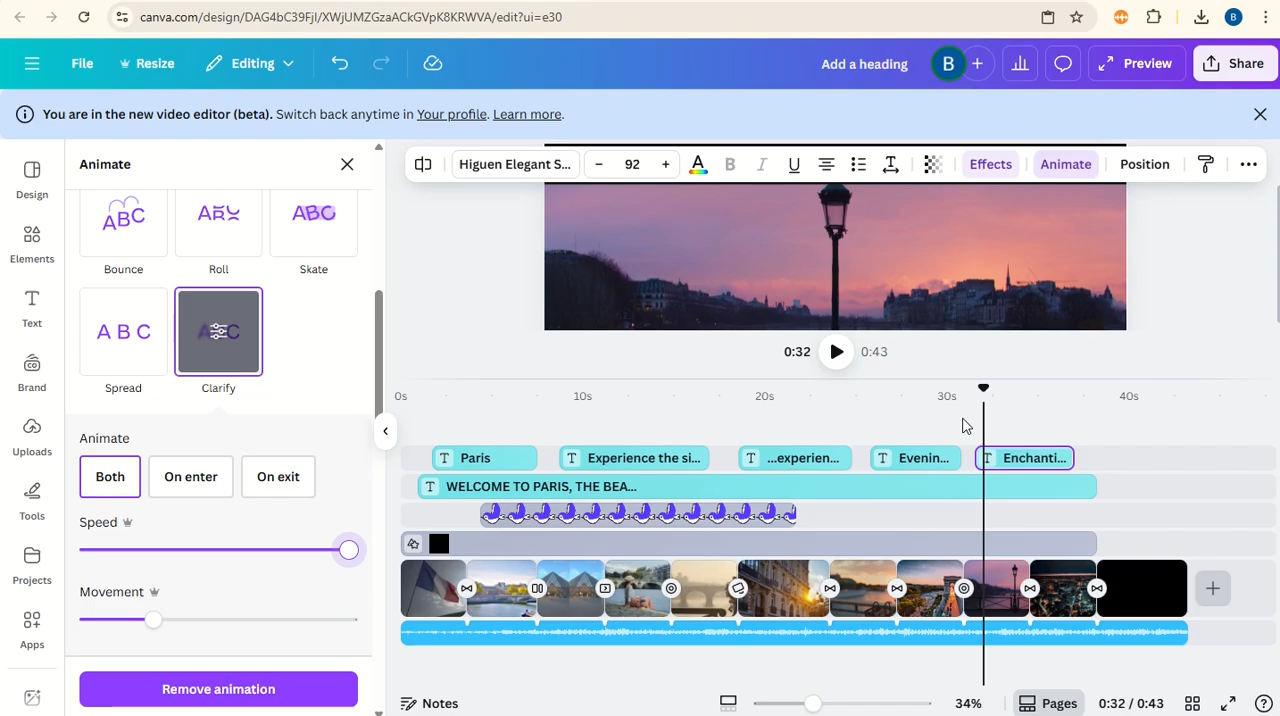 canva.com/design/DAG4bC39FjI/XWjUMZGzaACkGVpK8KRWVA/edit?ui=e30
B
File
Resize
Editing
Add a heading
B
Preview
Share
You are in the new video editor (beta). Switch back anytime in Your profile. Learn more.
Design
Elements
Text
Brand
Uploads
Tools
Projects
Apps
Animate
ABC
ABC
ABC
Bounce
Roll
Skate
A B C
Spread
Clarify
Animate
Both
On enter
On exit
Speed
Movement
Remove animation
Higuen Elegant S...
92
A
B
I
U
Effects
Animate
Position
0:32
0:43
0s
10s
20s
30s
40s
T Paris
T Experience the si...
T ...experien...
T Evenin...
T Enchanti...
T WELCOME TO PARIS, THE BEA...
Notes
34%
Pages
0:32 / 0:43